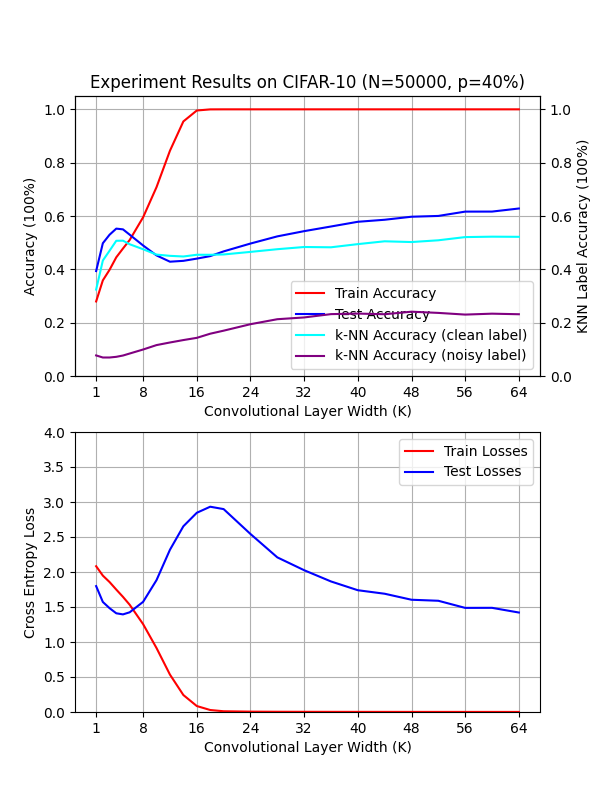 Experiment Results on CIFAR-10 (N=50000, p=40%)
1.0
0.8
0.6
0.4
0.2
0.0
Accuracy (100%)
1.0
0.8
0.6
0.4
0.2
0.0
KNN Label Accuracy (100%)
Train Accuracy
Test Accuracy
k-NN Accuracy (clean label)
k-NN Accuracy (noisy label)
1 8 16 24 32 40 48 56 64
Convolutional Layer Width (K)
4.0
3.5
3.0
2.5
2.0
1.5
1.0
0.5
0.0
Cross Entropy Loss
Train Losses
Test Losses
1 8 16 24 32 40 48 56 64
Convolutional Layer Width (K)